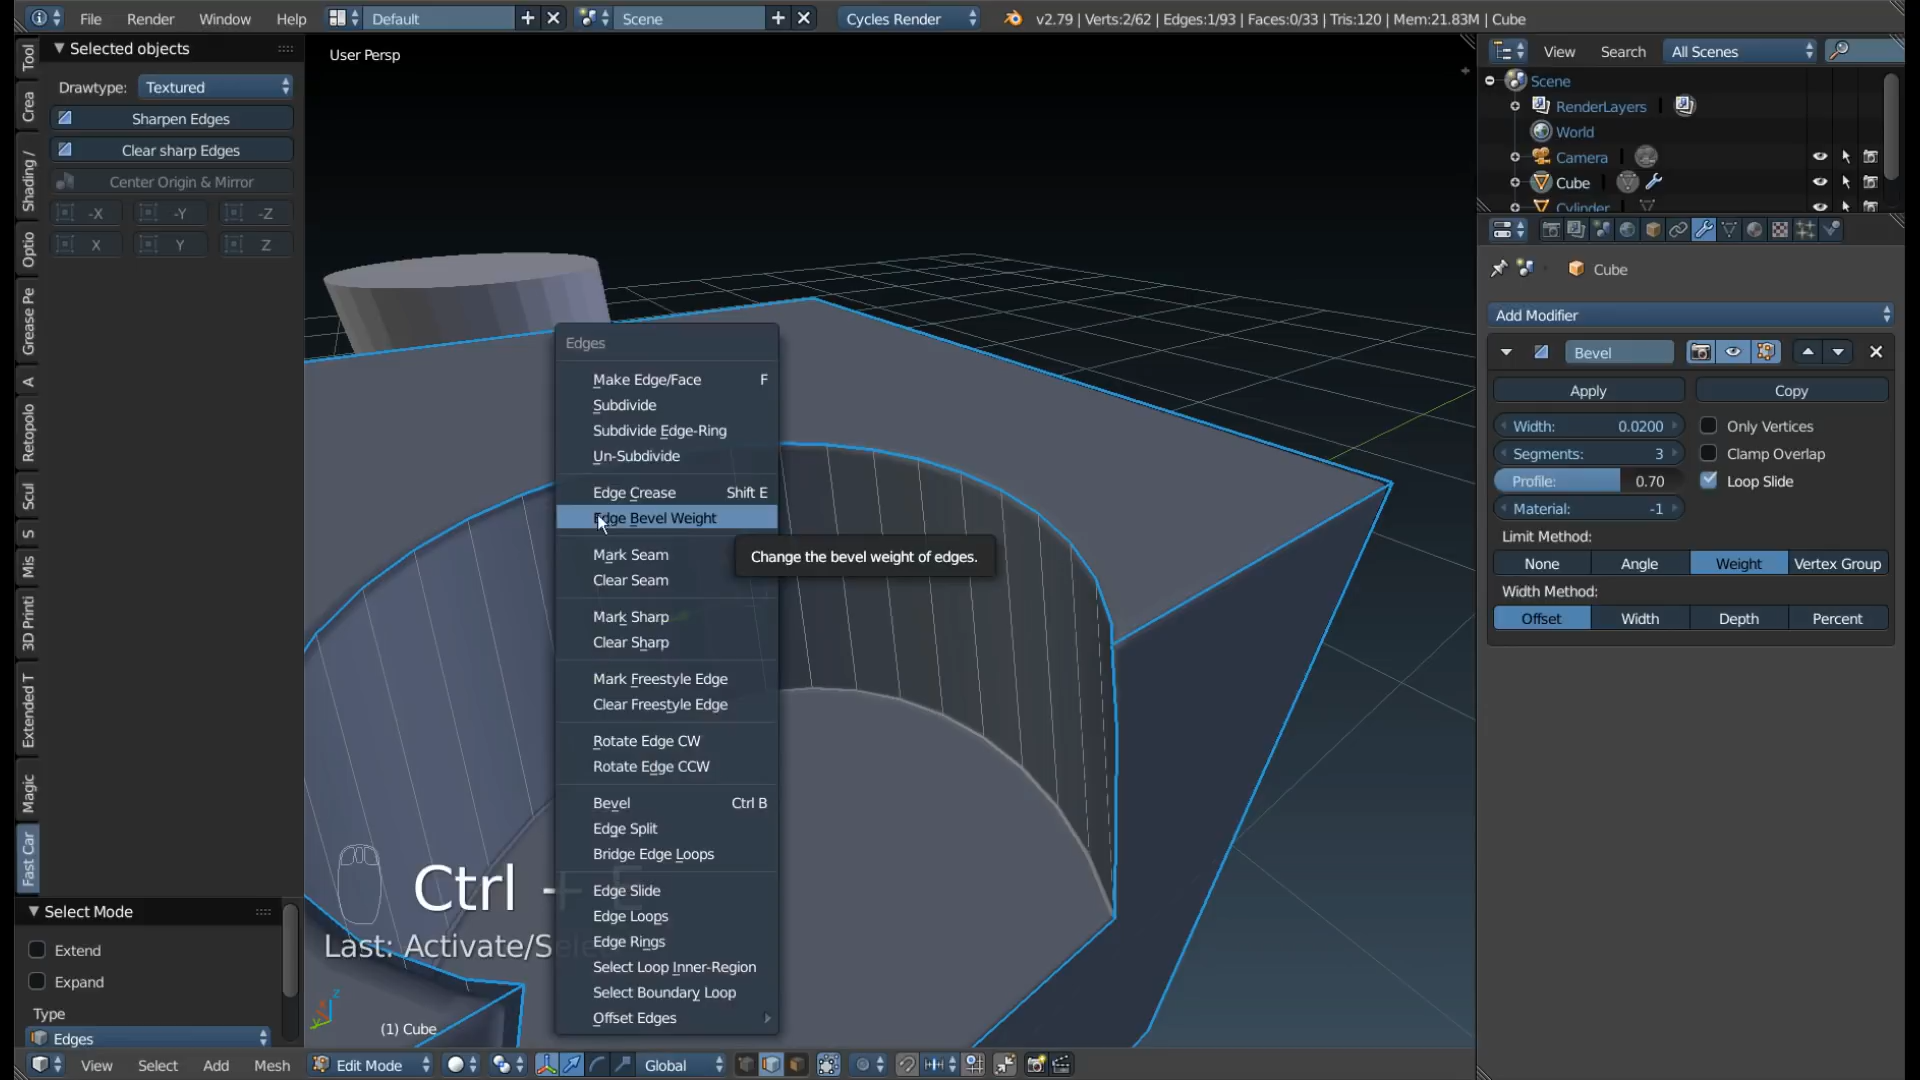 File Render Window Help Default Scene Cycles Render v2.79 | Verts:2/62 | Edges:1/93 | Faces:0/33 | Tris:120 | Mem:21.83M | Cube
Selected objects
Drawtype: Textured
Sharpen Edges
Clear sharp Edges
Center Origin & Mirror
-X -Y -Z
X Y Z
Tool
Crea
Shading /
Optio
Grease Pe
A
Retopolo
Scul
S
Mis
3D Printi
Extended T
Magic
Fast Car
Select Mode
Extend
Expand
Type
Edges
User Persp
Edges
Make Edge/Face F
Subdivide
Subdivide Edge-Ring
Un-Subdivide
Edge Crease Shift E
Edge Bevel Weight
Mark Seam
Clear Seam
Mark Sharp
Clear Sharp
Mark Freestyle Edge
Clear Freestyle Edge
Rotate Edge CW
Rotate Edge CCW
Bevel Ctrl B
Edge Split
Bridge Edge Loops
Edge Slide
Edge Loops
Edge Rings
Select Loop Inner-Region
Select Boundary Loop
Offset Edges
Change the bevel weight of edges.
Ctrl + E
Last: Activate/Sele
(1) Cube
View Select Add Mesh Edit Mode Global
View Search All Scenes
Scene
RenderLayers
World
Camera
Cube
Cylinder
Cube
Add Modifier
Bevel
Apply Copy
Width: 0.0200 Only Vertices
Segments: 3 Clamp Overlap
Profile: 0.70 Loop Slide
Material: -1
Limit Method:
None Angle Weight Vertex Group
Width Method:
Offset Width Depth Percent